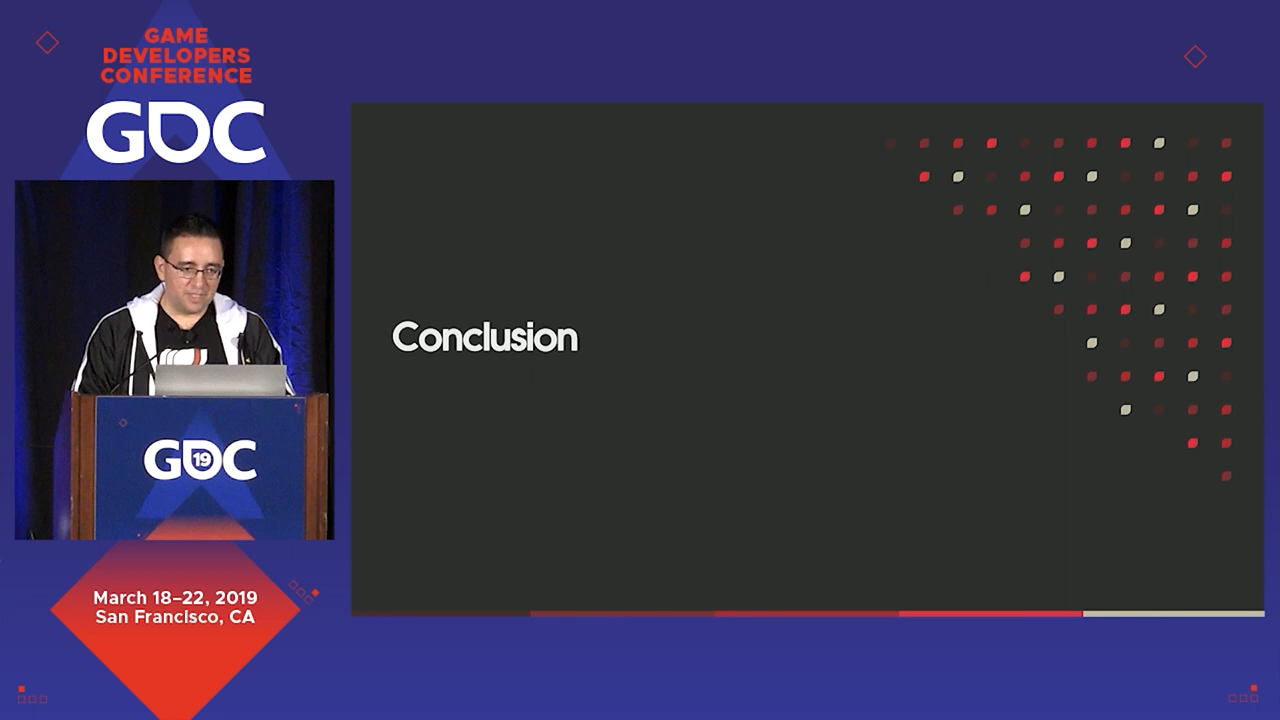 GAME
DEVELOPERS
CONFERENCE
GDC
Conclusion
GDC
19
March 18–22, 2019
San Francisco, CA